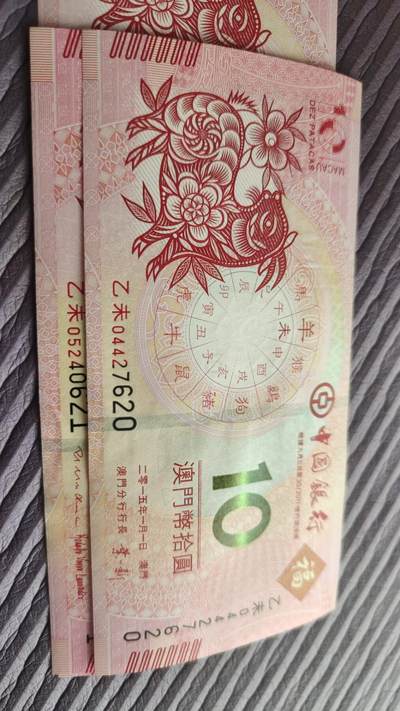 MACAU
DEZ PATACAS
乙未04427620
羊
猴
鷄
狗
豬
鼠
牛
虎
馬
午
未
申
酉
戌
亥
子
丑
寅
卯
辰
巳
中國銀行
10
澳門幣拾圓
二零一五年一月一日 澳門
澳門分行行長
福
乙未04427620
乙未05240621